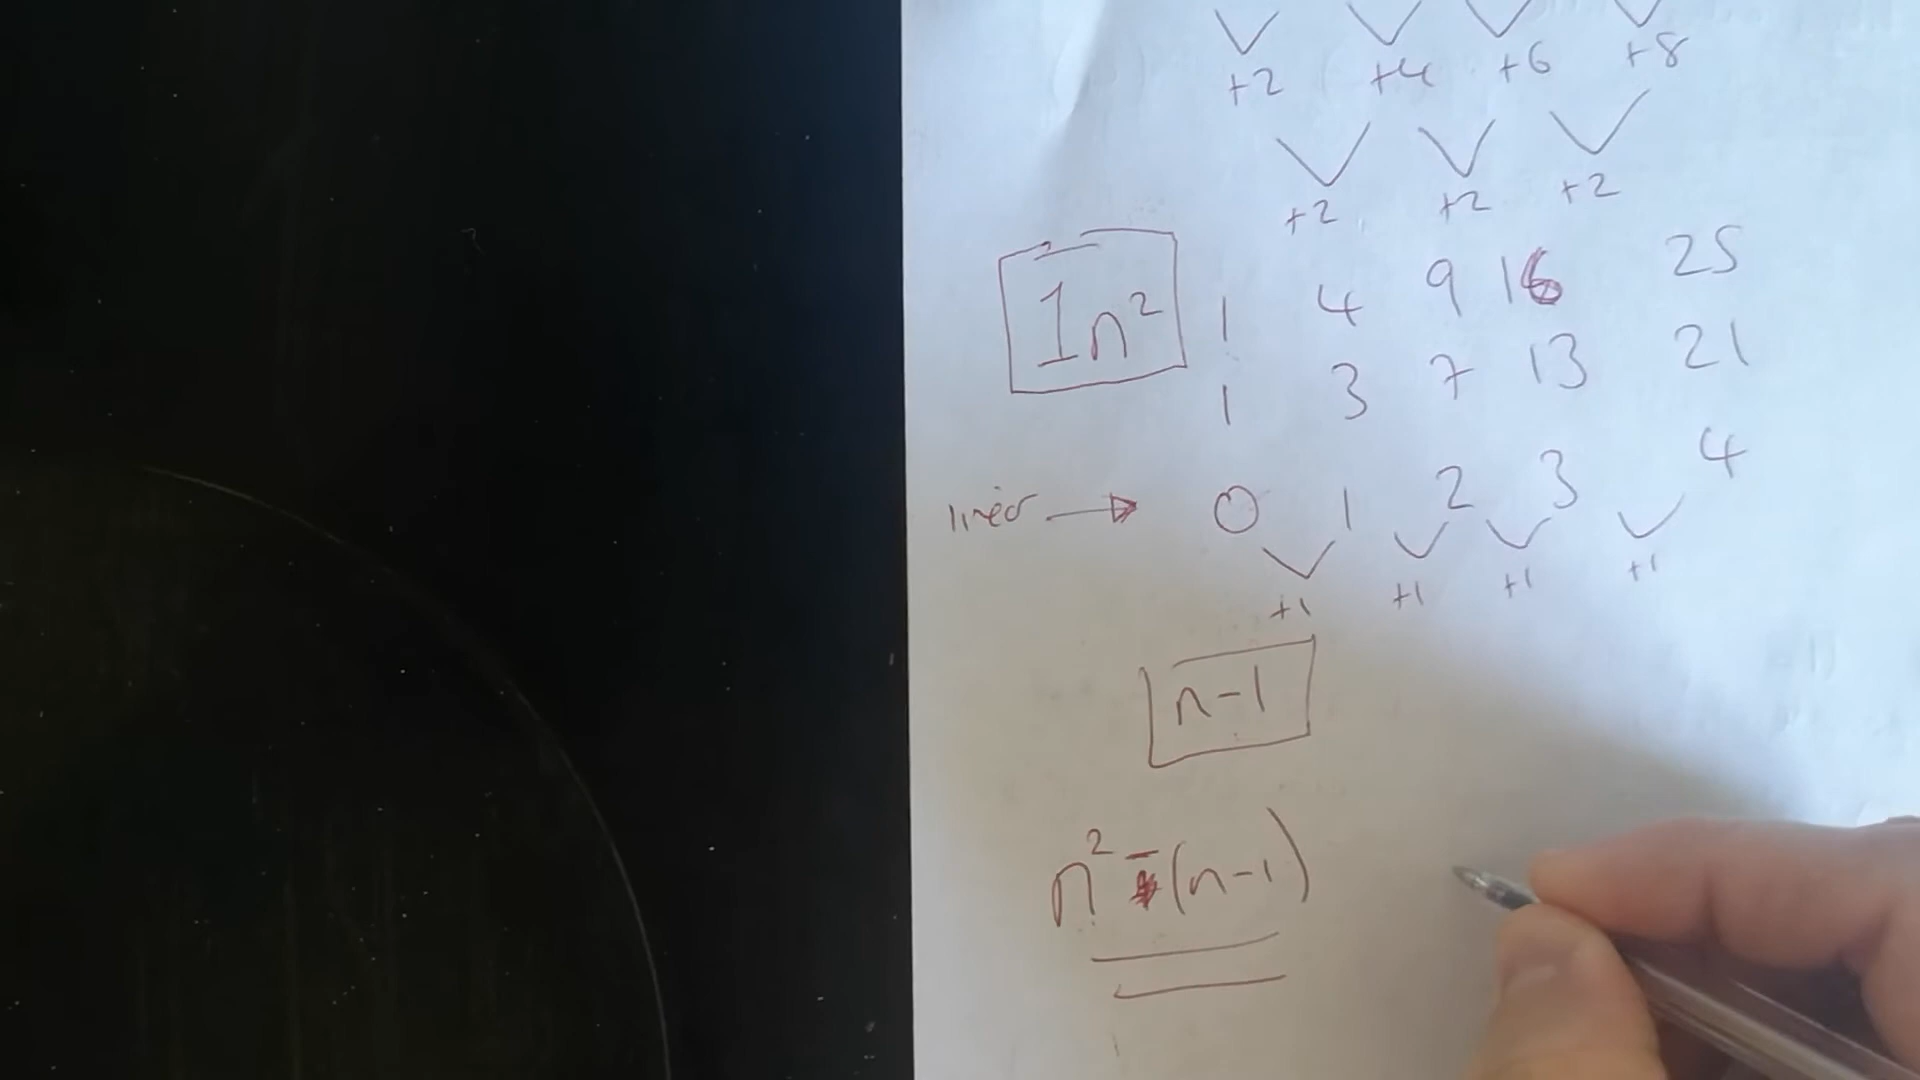 +2 +4 +6 +8
+2 +2 +2
1n² 1 4 9 16 25
1 3 7 13 21
→ 0 1 2 3 4
+1 +1 +1 +1
n-1
n² -(n-1)